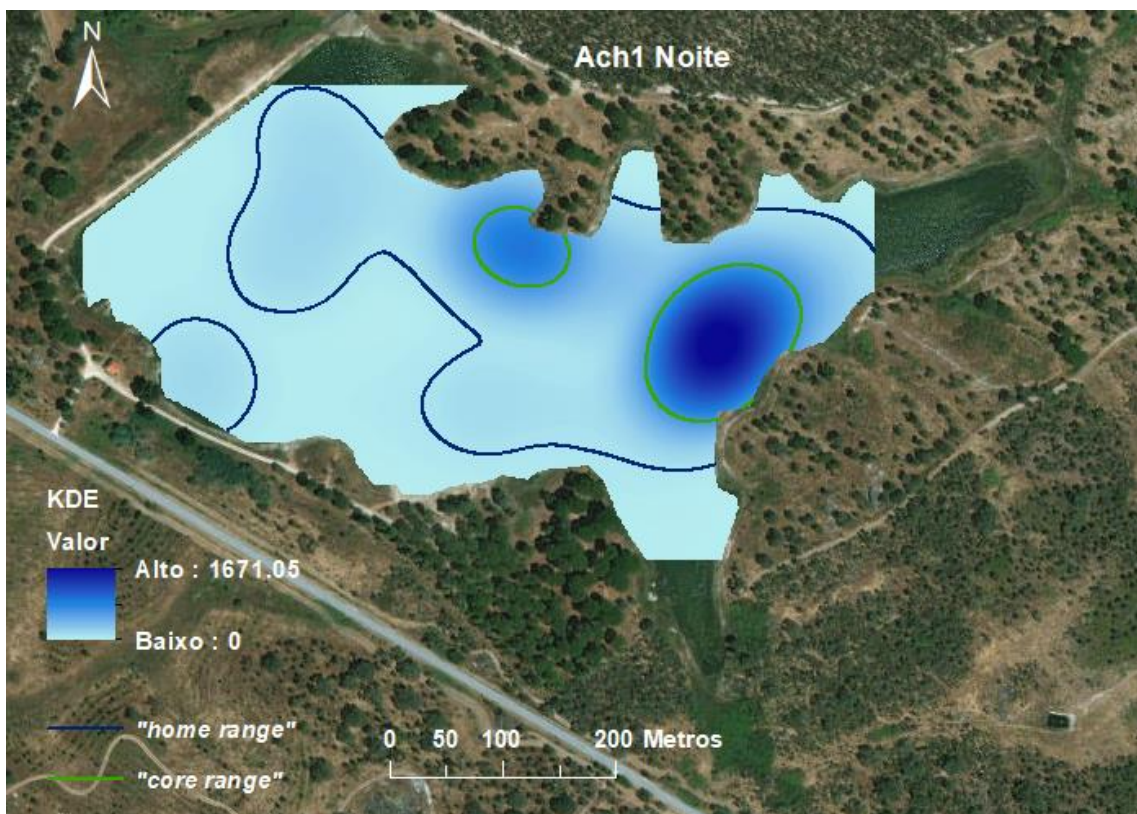 N
Ach1 Noite
KDE
Valor
Alto : 1671.05
Baixo : 0
"home range"
"core range"
0 50 100 200 Metros